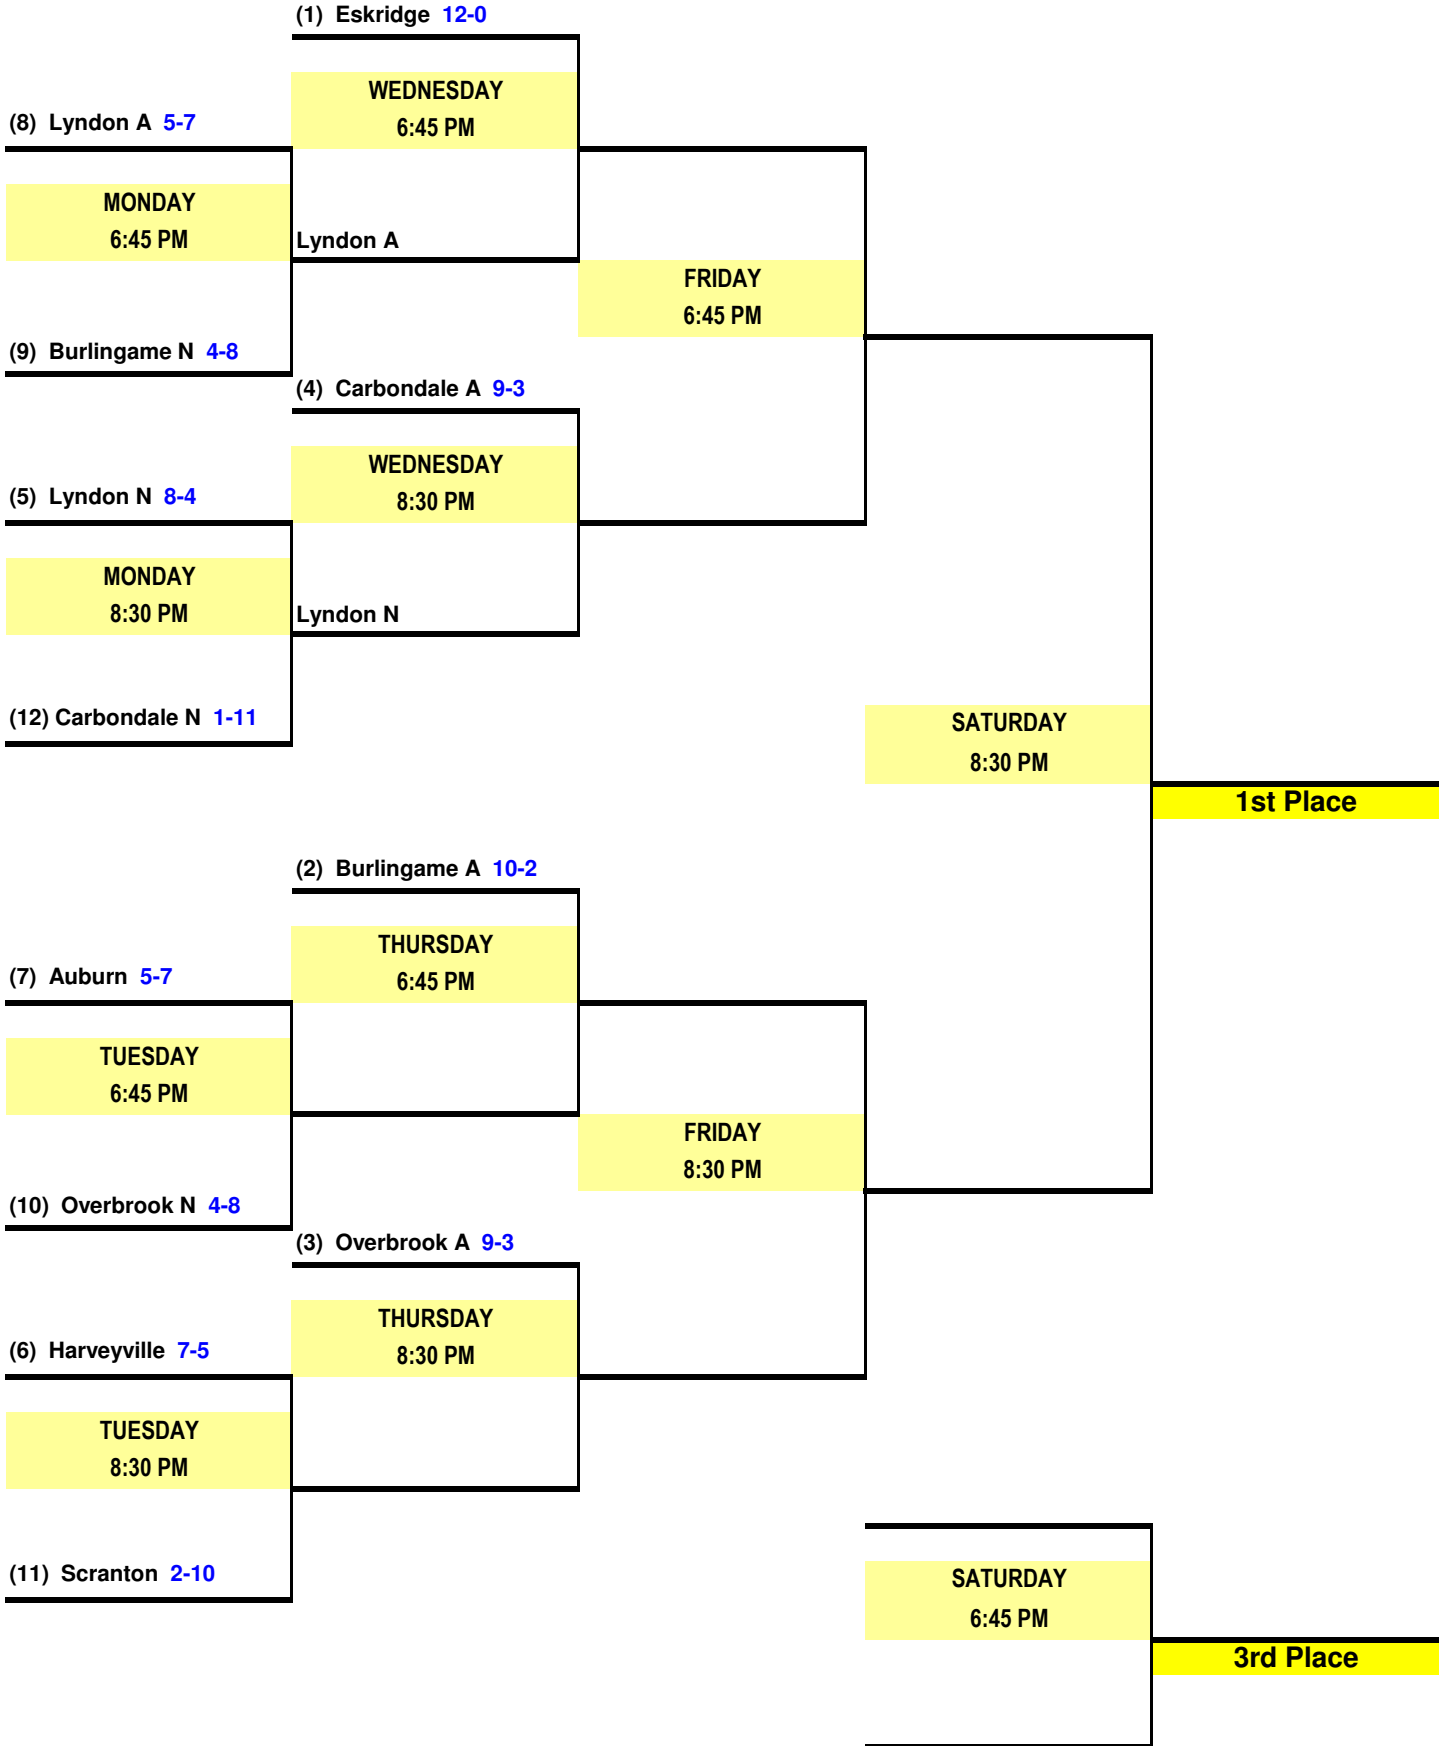 (1) Eskridge 12-0
WEDNESDAY
6:45 PM
(8) Lyndon A 5-7
MONDAY
6:45 PM
Lyndon A
FRIDAY
6:45 PM
(9) Burlingame N 4-8
(4) Carbondale A 9-3
WEDNESDAY
8:30 PM
(5) Lyndon N 8-4
MONDAY
8:30 PM
Lyndon N
(12) Carbondale N 1-11
SATURDAY
8:30 PM
1st Place
(2) Burlingame A 10-2
THURSDAY
6:45 PM
(7) Auburn 5-7
TUESDAY
6:45 PM
FRIDAY
8:30 PM
(10) Overbrook N 4-8
(3) Overbrook A 9-3
THURSDAY
8:30 PM
(6) Harveyville 7-5
TUESDAY
8:30 PM
(11) Scranton 2-10
SATURDAY
6:45 PM
3rd Place